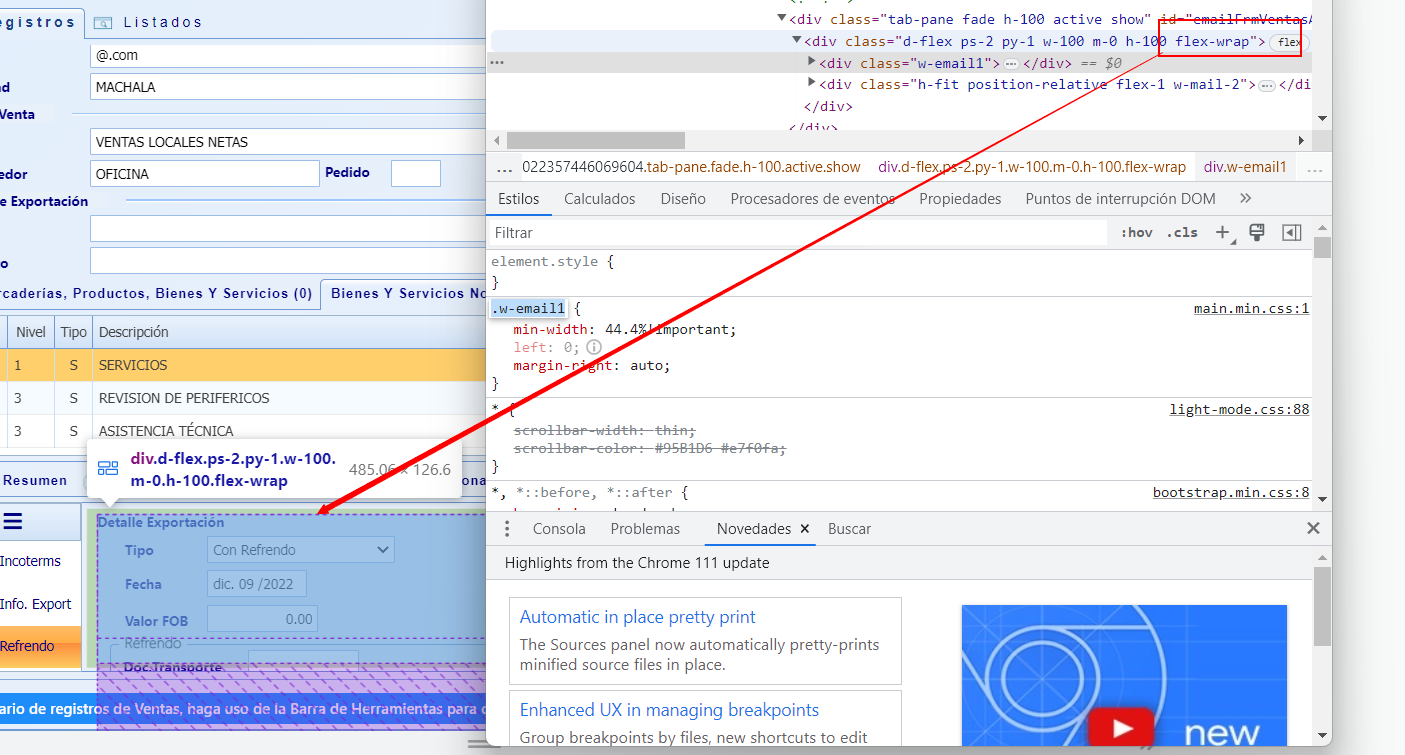 egistros Listados
@.com
d MACHALA
Venta
VENTAS LOCALES NETAS
edor OFICINA Pedido
e Exportación
o
rcaderías, Productos, Bienes Y Servicios (0) Bienes Y Servicios No
Nivel Tipo Descripción
1 S SERVICIOS
3 S REVISION DE PERIFERICOS
3 S ASISTENCIA TÉCNICA
Resumen ona
div.d-flex.ps-2.py-1.w-100.
m-0.h-100.flex-wrap 485.06 × 126.6
Detalle Exportación
Tipo Con Refrendo
Fecha dic. 09 /2022
Valor FOB 0.00
Refrendo
Doc.Transporte
Incoterms
Info. Export
Refrendo
ario de registros de Ventas, haga uso de la Barra de Herramientas para
<div class="tab-pane fade h-100 active show" id="emailFrmVentasA
<div class="d-flex ps-2 py-1 w-100 m-0 h-100 flex-wrap"> flex
<div class="w-email1"> … </div> == $0
<div class="h-fit position-relative flex-1 w-mail-2"> … </di
</div>
</div>
… 022357446069604.tab-pane.fade.h-100.active.show div.d-flex.ps-2.py-1.w-100.m-0.h-100.flex-wrap div.w-email1 …
Estilos Calculados Diseño Procesadores de eventos Propiedades Puntos de interrupción DOM »
Filtrar :hov .cls +
element.style {
}
.w-email1 { main.min.css:1
min-width: 44.4%!important;
left: 0;
margin-right: auto;
}
* { light-mode.css:88
scrollbar-width: thin;
scrollbar-color: #95B1D6 #e7f0fa;
}
*, *::before, *::after { bootstrap.min.css:8
Consola Problemas Novedades × Buscar
Highlights from the Chrome 111 update
Automatic in place pretty print
The Sources panel now automatically pretty-prints
minified source files in place.
Enhanced UX in managing breakpoints
Group breakpoints by files, new shortcuts to edit
new